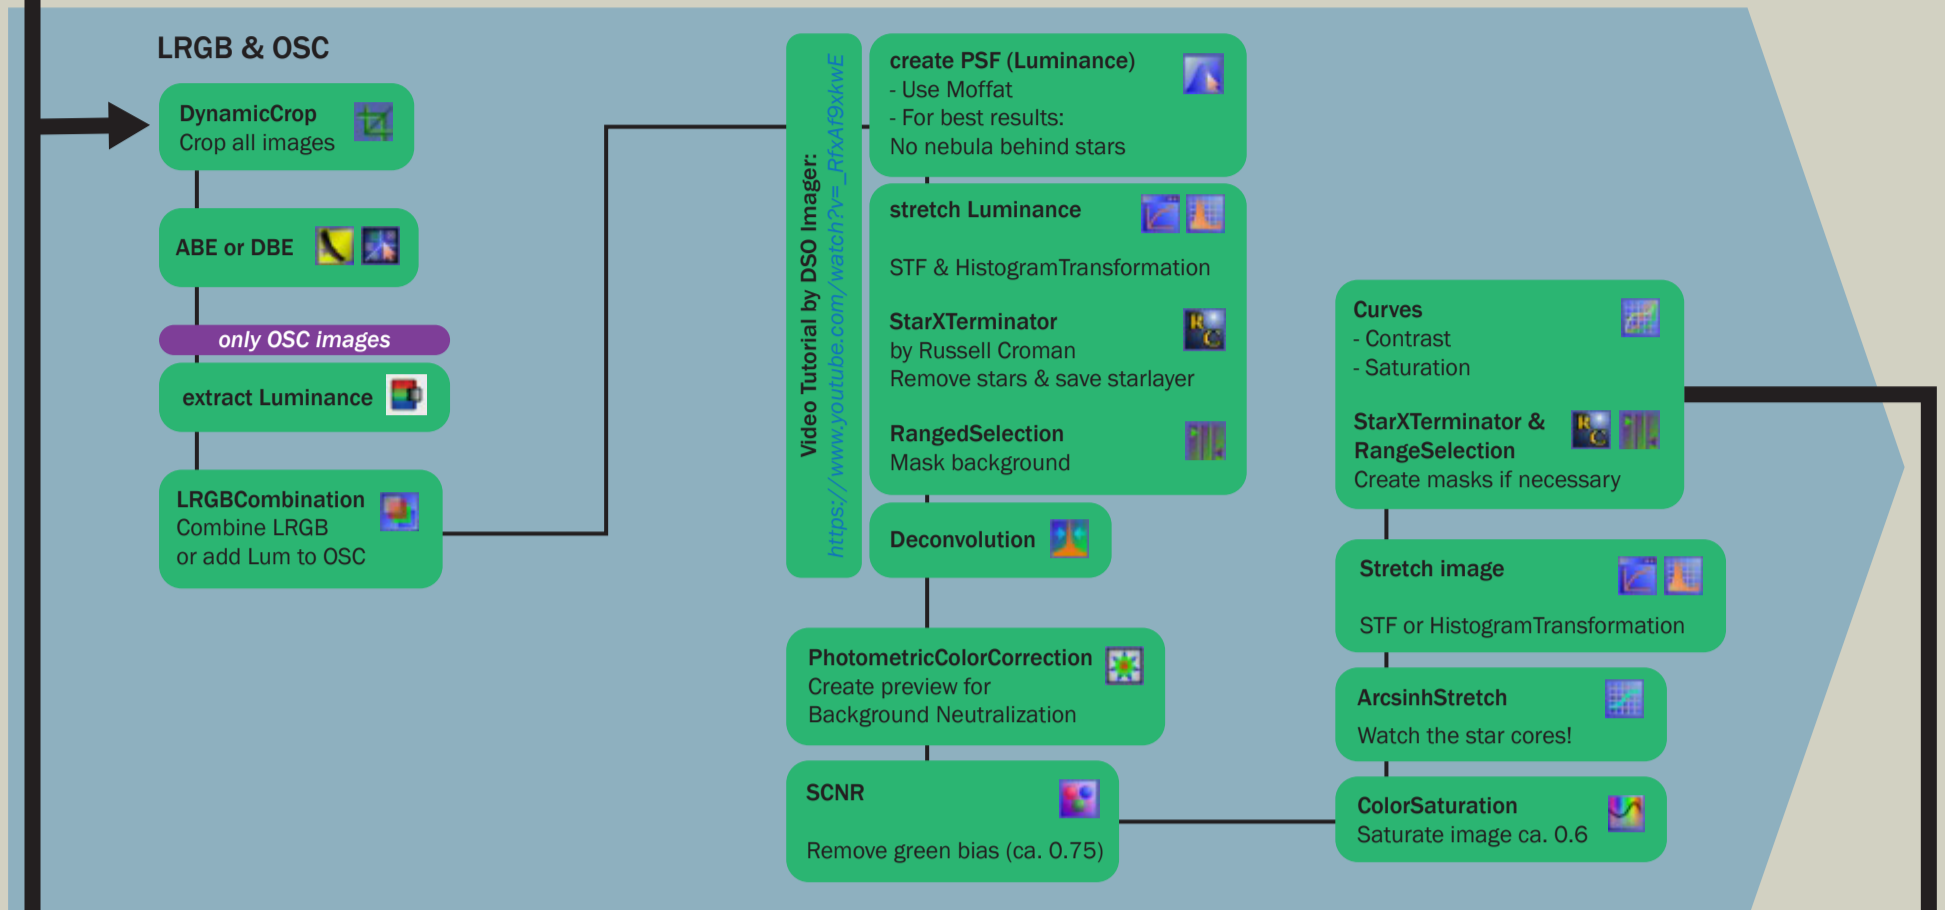 LRGB & OSC
DynamicCrop
Crop all images
ABE or DBE
only OSC images
extract Luminance
LRGBCombination
Combine LRGB
or add Lum to OSC
Video Tutorial by DSO Imager:
https://www.youtube.com/watch?v=_RfxAf9xkwE
create PSF (Luminance)
- Use Moffat
- For best results:
No nebula behind stars
stretch Luminance
STF & HistogramTransformation
StarXTerminator
by Russell Croman
Remove stars & save starlayer
RangedSelection
Mask background
Deconvolution
PhotometricColorCorrection
Create preview for
Background Neutralization
SCNR
Remove green bias (ca. 0.75)
Curves
- Contrast
- Saturation
StarXTerminator &
RangeSelection
Create masks if necessary
Stretch image
STF or HistogramTransformation
ArcsinhStretch
Watch the star cores!
ColorSaturation
Saturate image ca. 0.6